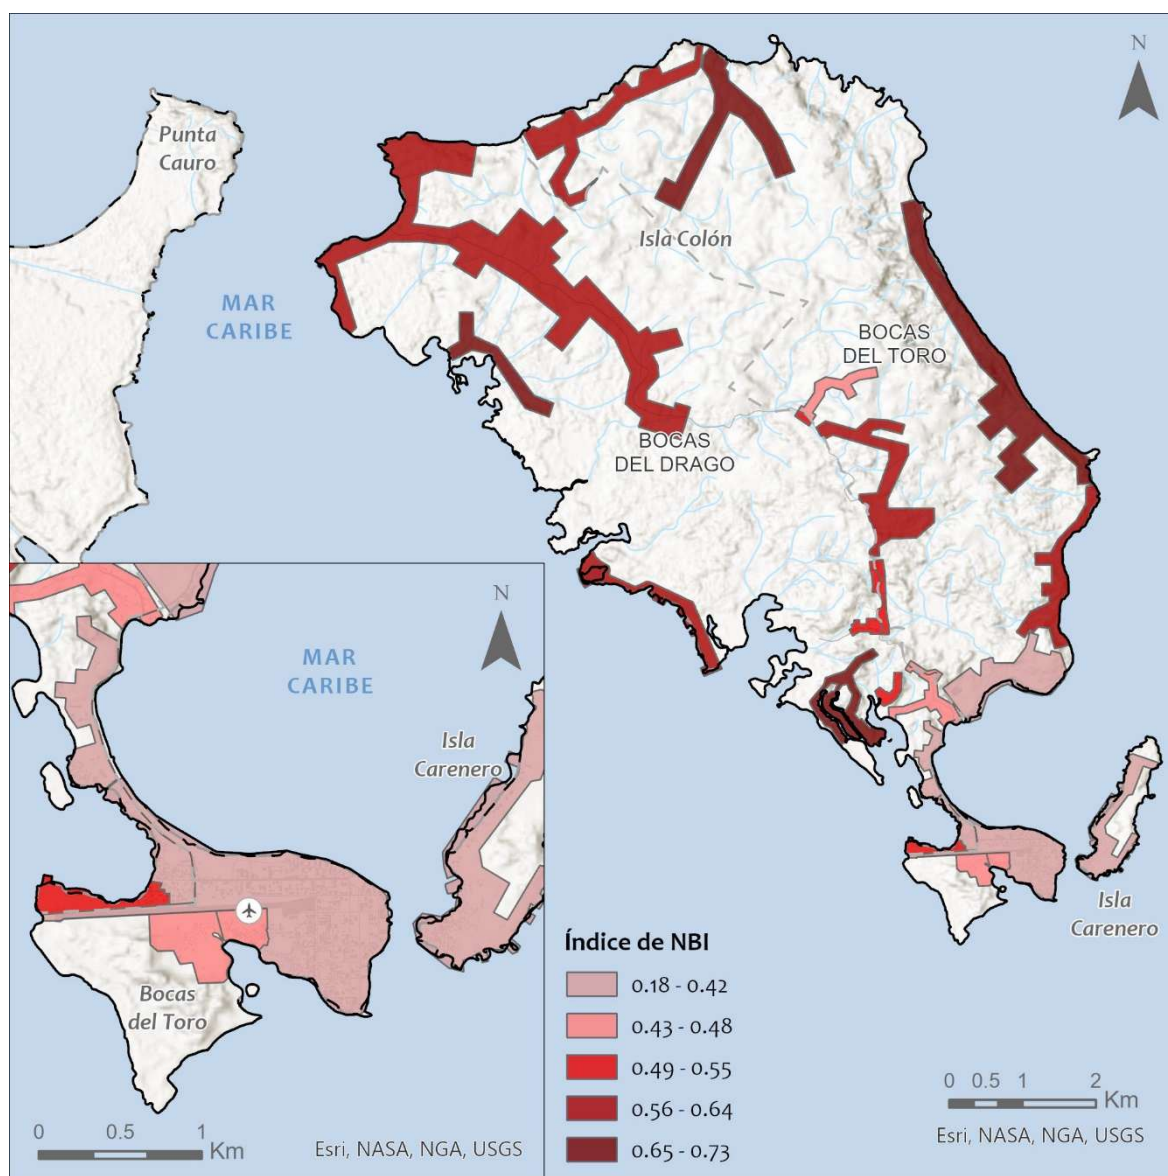 N
Punta
Cauro
Isla Colón
MAR
CARIBE
BOCAS
DEL TORO
BOCAS
DEL DRAGO
N
MAR
CARIBE
Isla
Carenero
Bocas
del Toro
0 0.5 1
Km
Esri, NASA, NGA, USGS
Isla
Carenero
Índice de NBI
0.18 - 0.42
0.43 - 0.48
0.49 - 0.55
0.56 - 0.64
0.65 - 0.73
0 0.5 1 2
Km
Esri, NASA, NGA, USGS